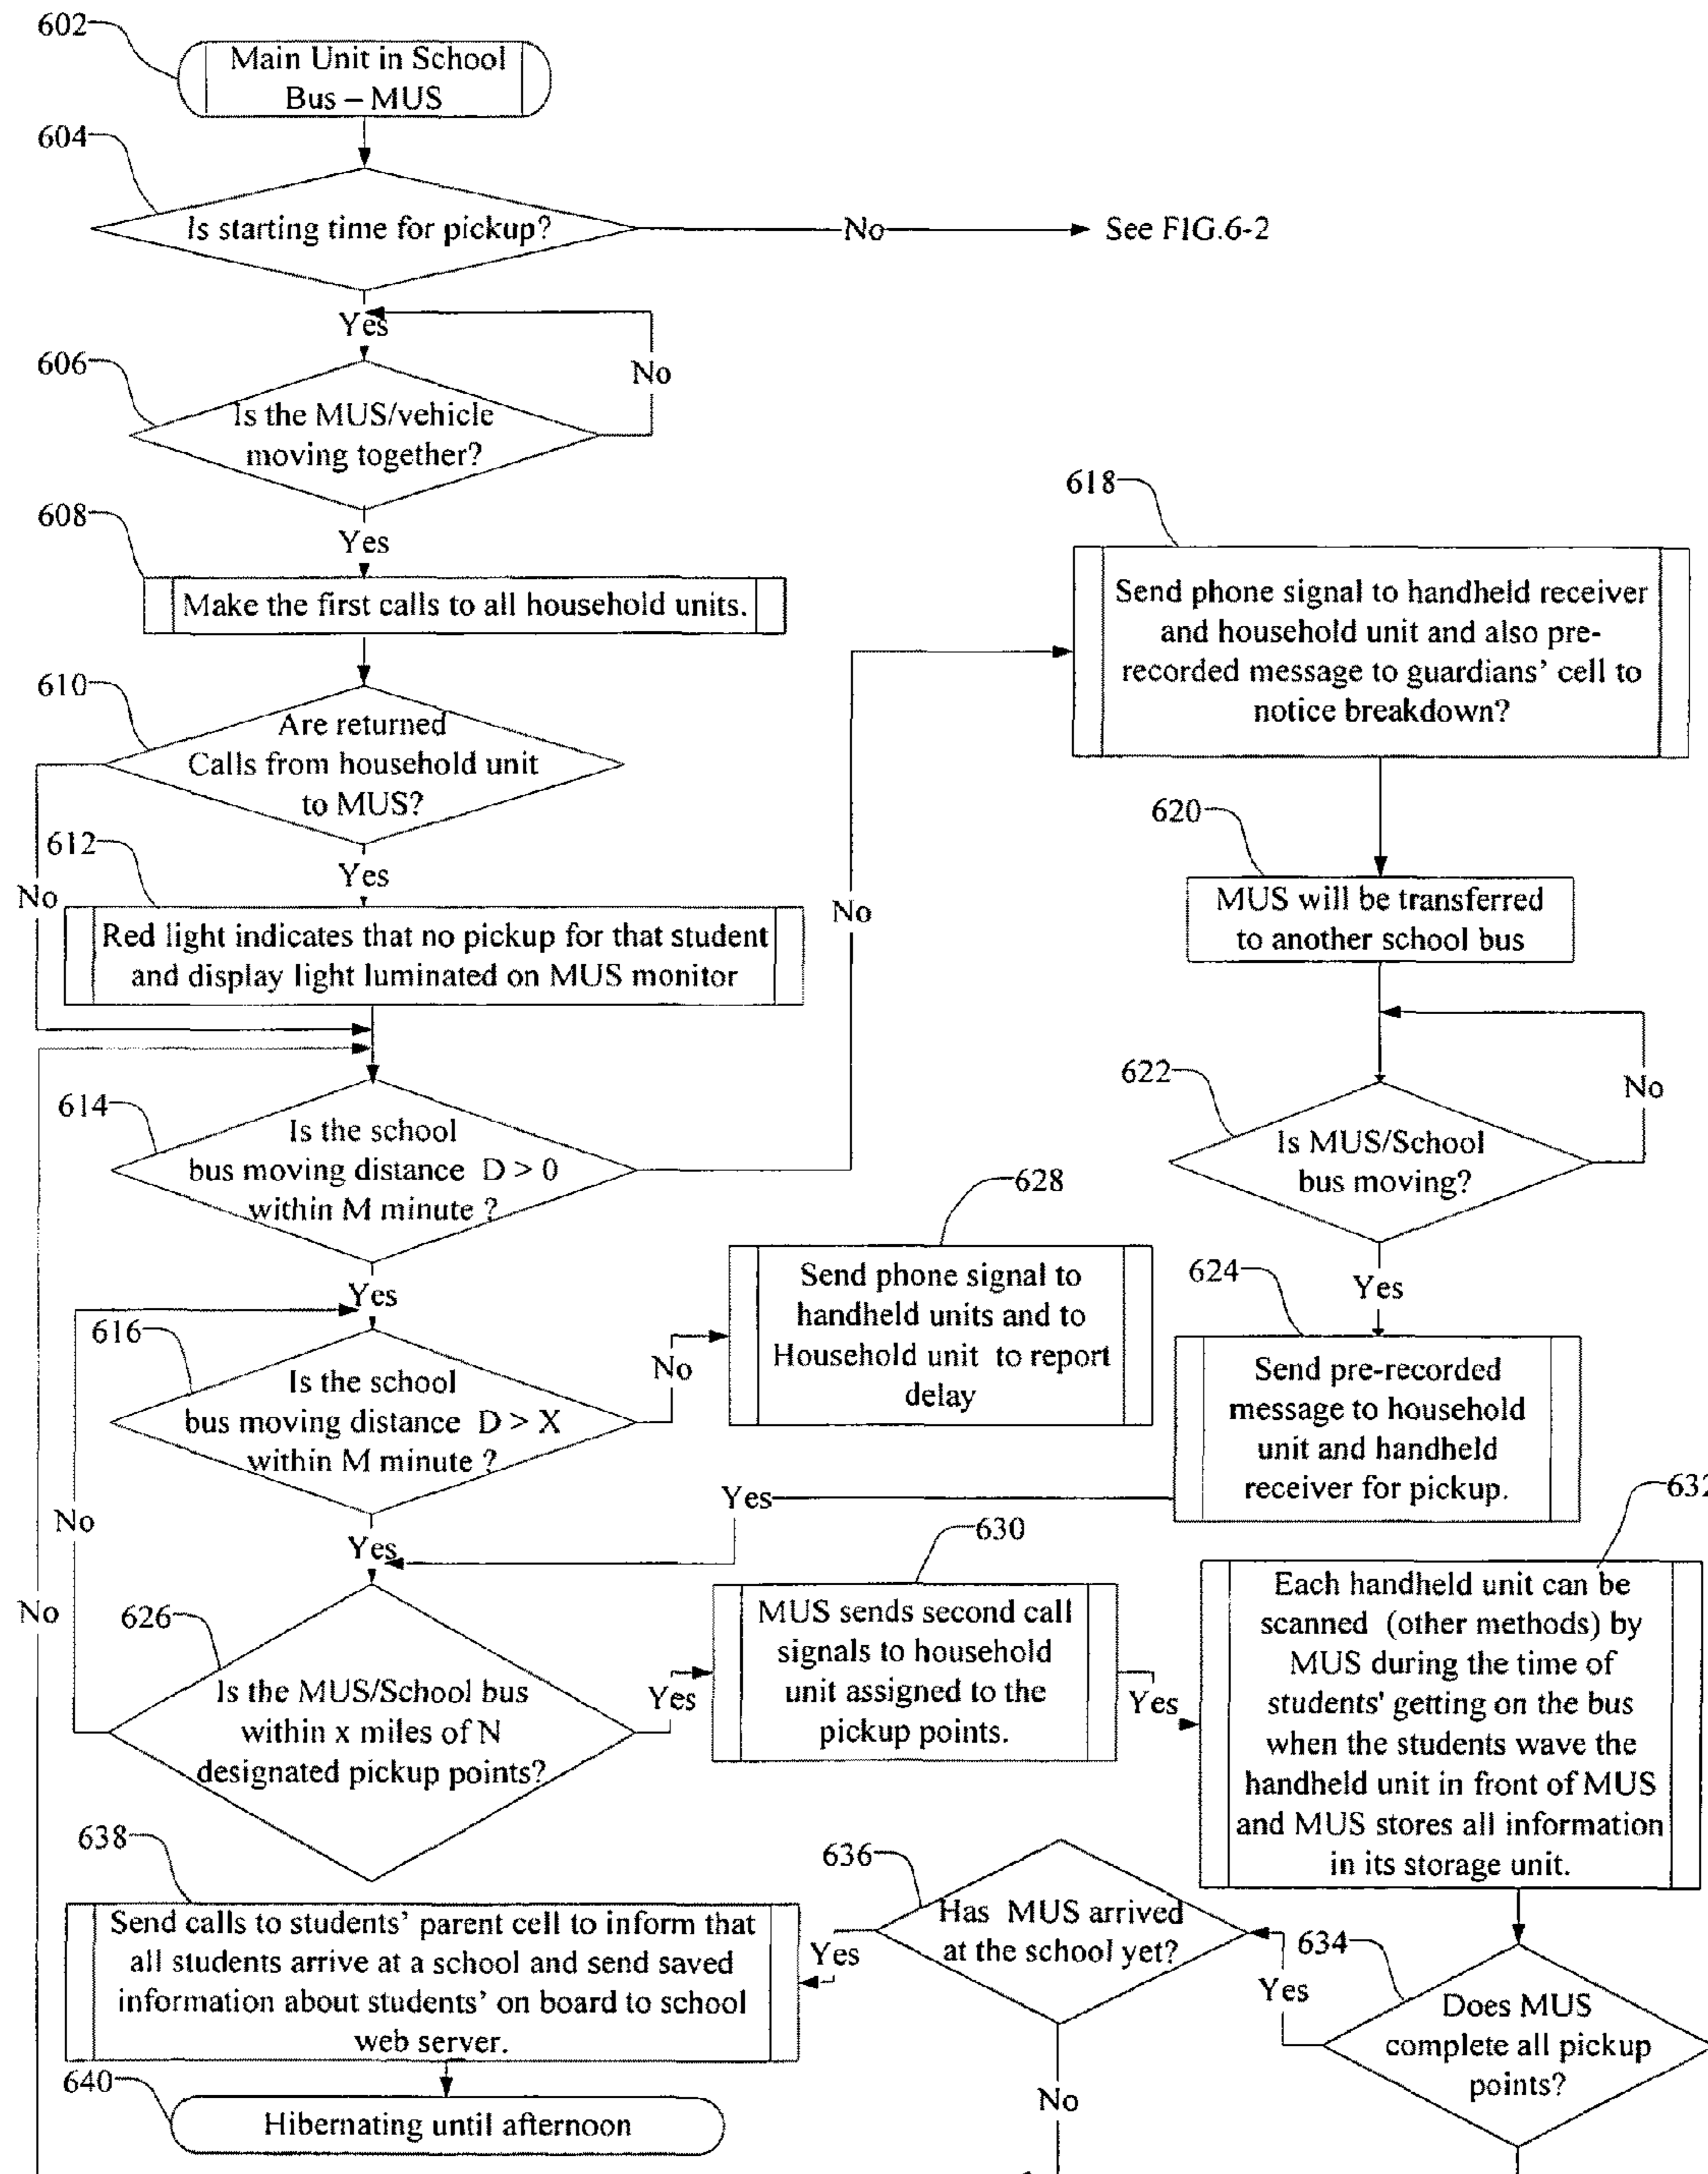 602
Main Unit in School
Bus – MUS
604
Is starting time for pickup?
No
See FIG.6-2
Yes
606
No
Is the MUS/vehicle
moving together?
Yes
608
Make the first calls to all household units.
610
Are returned
Calls from household unit
to MUS?
No
Yes
612
Red light indicates that no pickup for that student
and display light luminated on MUS monitor
614
Is the school
bus moving distance D > 0
within M minute ?
No
Yes
616
Is the school
bus moving distance D > X
within M minute ?
No
Yes
618
Send phone signal to handheld receiver
and household unit and also pre-
recorded message to guardians' cell to
notice breakdown?
620
MUS will be transferred
to another school bus
622
Is MUS/School
bus moving?
No
Yes
624
Send pre-recorded
message to household
unit and handheld
receiver for pickup.
Yes
628
Send phone signal to
handheld units and to
Household unit to report
delay
626
Is the MUS/School bus
within x miles of N
designated pickup points?
No
No
Yes
630
MUS sends second call
signals to household
unit assigned to the
pickup points.
Yes
632
Each handheld unit can be
scanned (other methods) by
MUS during the time of
students' getting on the bus
when the students wave the
handheld unit in front of MUS
and MUS stores all information
in its storage unit.
634
Does MUS
complete all pickup
points?
Yes
636
Has MUS arrived
at the school yet?
Yes
No
638
Send calls to students' parent cell to inform that
all students arrive at a school and send saved
information about students' on board to school
web server.
640
Hibernating until afternoon